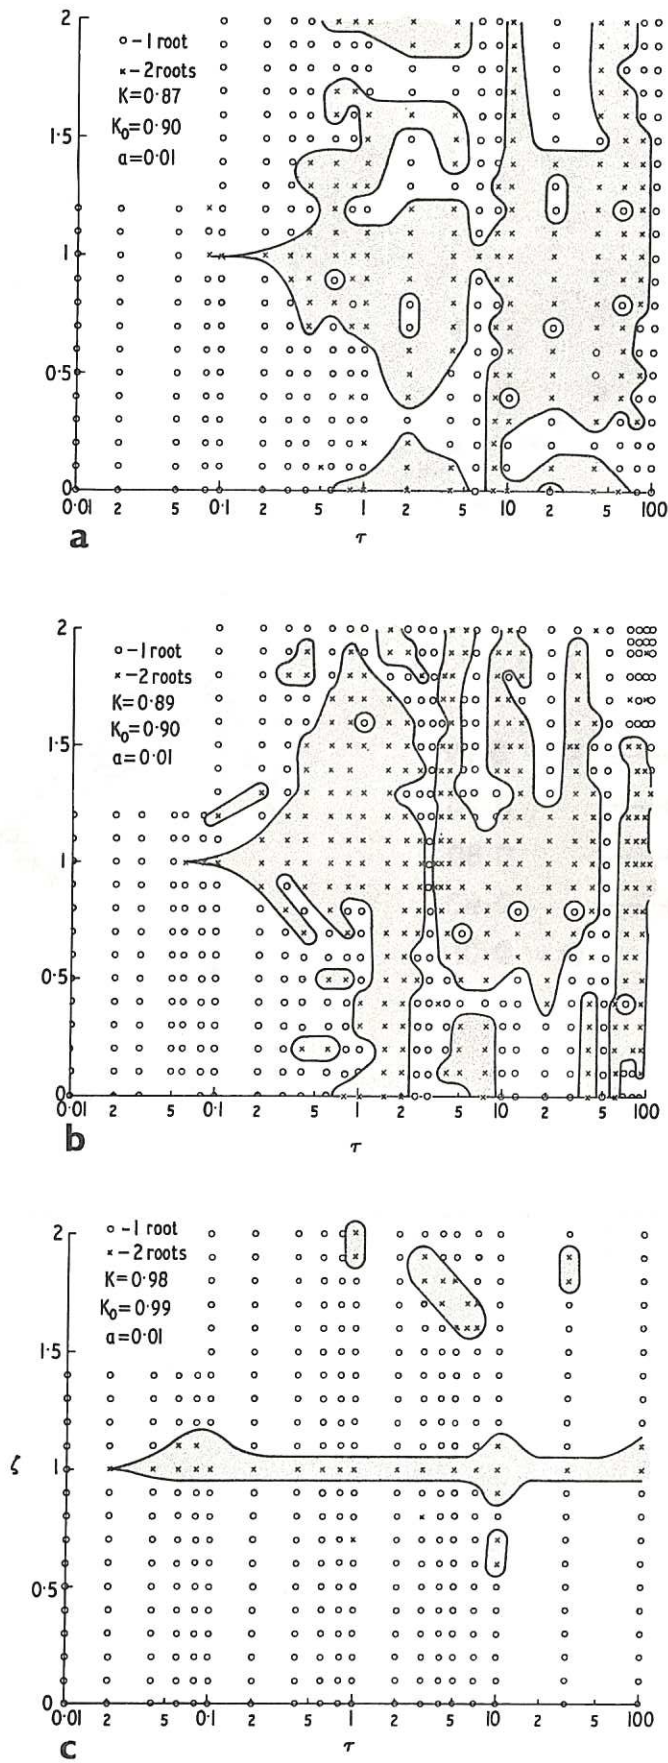 2
o - 1 root
x - 2 roots
K=0·87
1·5
K₀=0·90
a=0·01
1
0·5
0
0·01 2 5 0·1 2 5 1 2 5 10 2 5 100
a τ
2
o - 1 root
x - 2 roots
K=0·89
K₀=0·90
1·5
a=0·01
1
0·5
0
0·01 2 5 0·1 2 5 1 2 5 10 2 5 100
b τ
2
o - 1 root
x - 2 roots
K=0·98
K₀=0·99
a=0·01
1·5
ζ 1
0·5
0
0·01 2 5 0·1 2 5 1 2 5 10 2 5 100
c τ